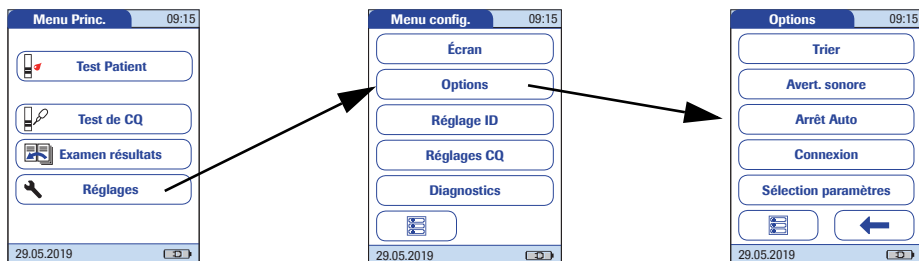 Menu Princ. 09:15
Test Patient
Test de CQ
Examen résultats
Réglages
29.05.2019
Menu config. 09:15
Écran
Options
Réglage ID
Réglages CQ
Diagnostics
29.05.2019
Options 09:15
Trier
Avert. sonore
Arrêt Auto
Connexion
Sélection paramètres
29.05.2019